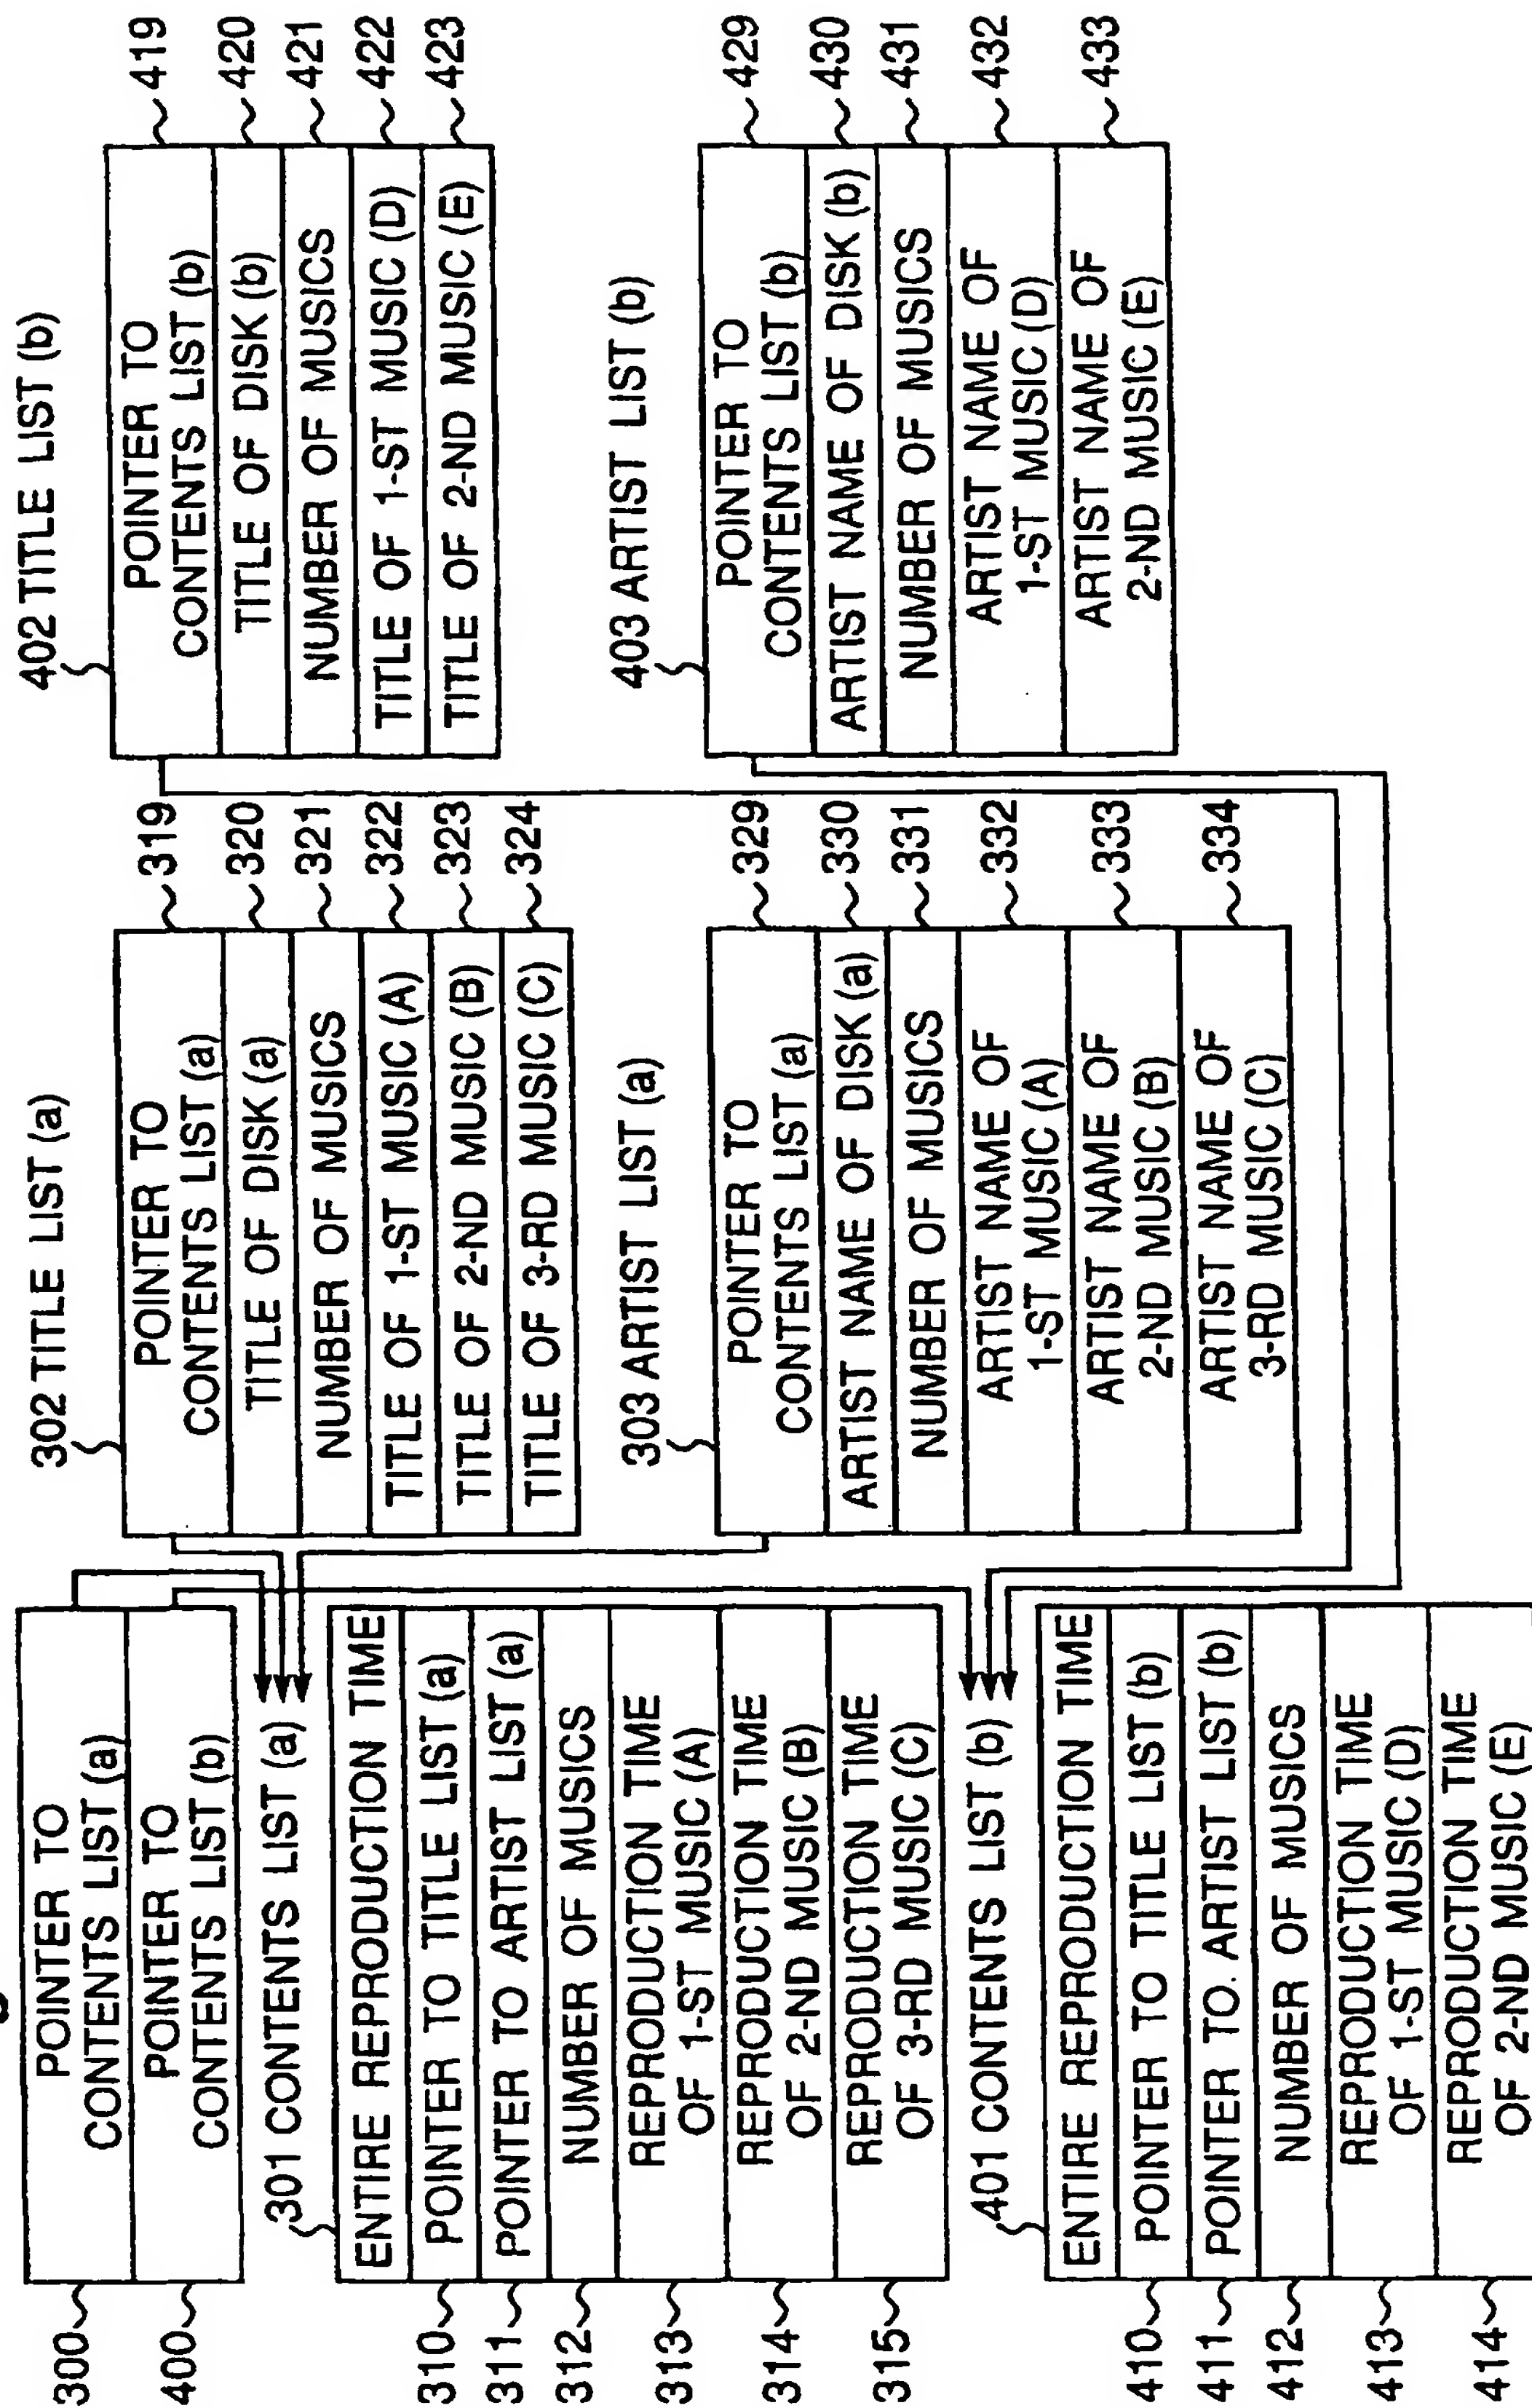 300
POINTER TO
CONTENTS LIST (a)
400
POINTER TO
CONTENTS LIST (b)
301 CONTENTS LIST (a)
ENTIRE REPRODUCTION TIME
310
POINTER TO TITLE LIST (a)
311
POINTER TO ARTIST LIST (a)
312
NUMBER OF MUSICS
313
REPRODUCTION TIME
OF 1-ST MUSIC (A)
314
REPRODUCTION TIME
OF 2-ND MUSIC (B)
315
REPRODUCTION TIME
OF 3-RD MUSIC (C)
401 CONTENTS LIST (b)
ENTIRE REPRODUCTION TIME
410
POINTER TO TITLE LIST (b)
411
POINTER TO. ARTIST LIST (b)
412
NUMBER OF MUSICS
413
REPRODUCTION TIME
OF 1-ST MUSIC (D)
414
REPRODUCTION TIME
OF 2-ND MUSIC (E)
302 TITLE LIST (a)
POINTER TO
CONTENTS LIST (a)
319
TITLE OF DISK (a)
320
NUMBER OF MUSICS
321
TITLE OF 1-ST MUSIC (A)
322
TITLE OF 2-ND MUSIC (B)
323
TITLE OF 3-RD MUSIC (C)
324
303 ARTIST LIST (a)
POINTER TO
CONTENTS LIST (a)
329
ARTIST NAME OF DISK (a)
330
NUMBER OF MUSICS
331
ARTIST NAME OF
1-ST MUSIC (A)
332
ARTIST NAME OF
2-ND MUSIC (B)
333
ARTIST NAME OF
3-RD MUSIC (C)
334
402 TITLE LIST (b)
POINTER TO
CONTENTS LIST (b)
419
TITLE OF DISK (b)
420
NUMBER OF MUSICS
421
TITLE OF 1-ST MUSIC (D)
422
TITLE OF 2-ND MUSIC (E)
423
403 ARTIST LIST (b)
POINTER TO
CONTENTS LIST (b)
429
ARTIST NAME OF DISK (b)
430
NUMBER OF MUSICS
431
ARTIST NAME OF
1-ST MUSIC (D)
432
ARTIST NAME OF
2-ND MUSIC (E)
433